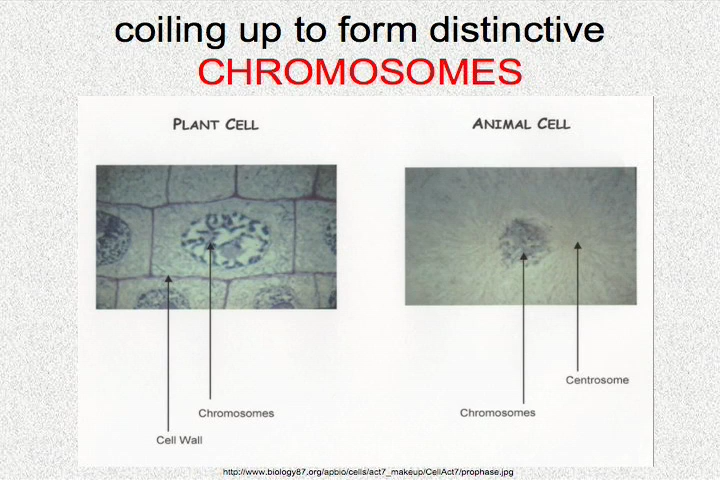 coiling up to form distinctive
CHROMOSOMES
PLANT CELL
ANIMAL CELL
Centrosome
Chromosomes
Chromosomes
Cell Wall
http://www.biology87.org/apbio/cells/act7_makeup/CellAct7/prophase.jpg